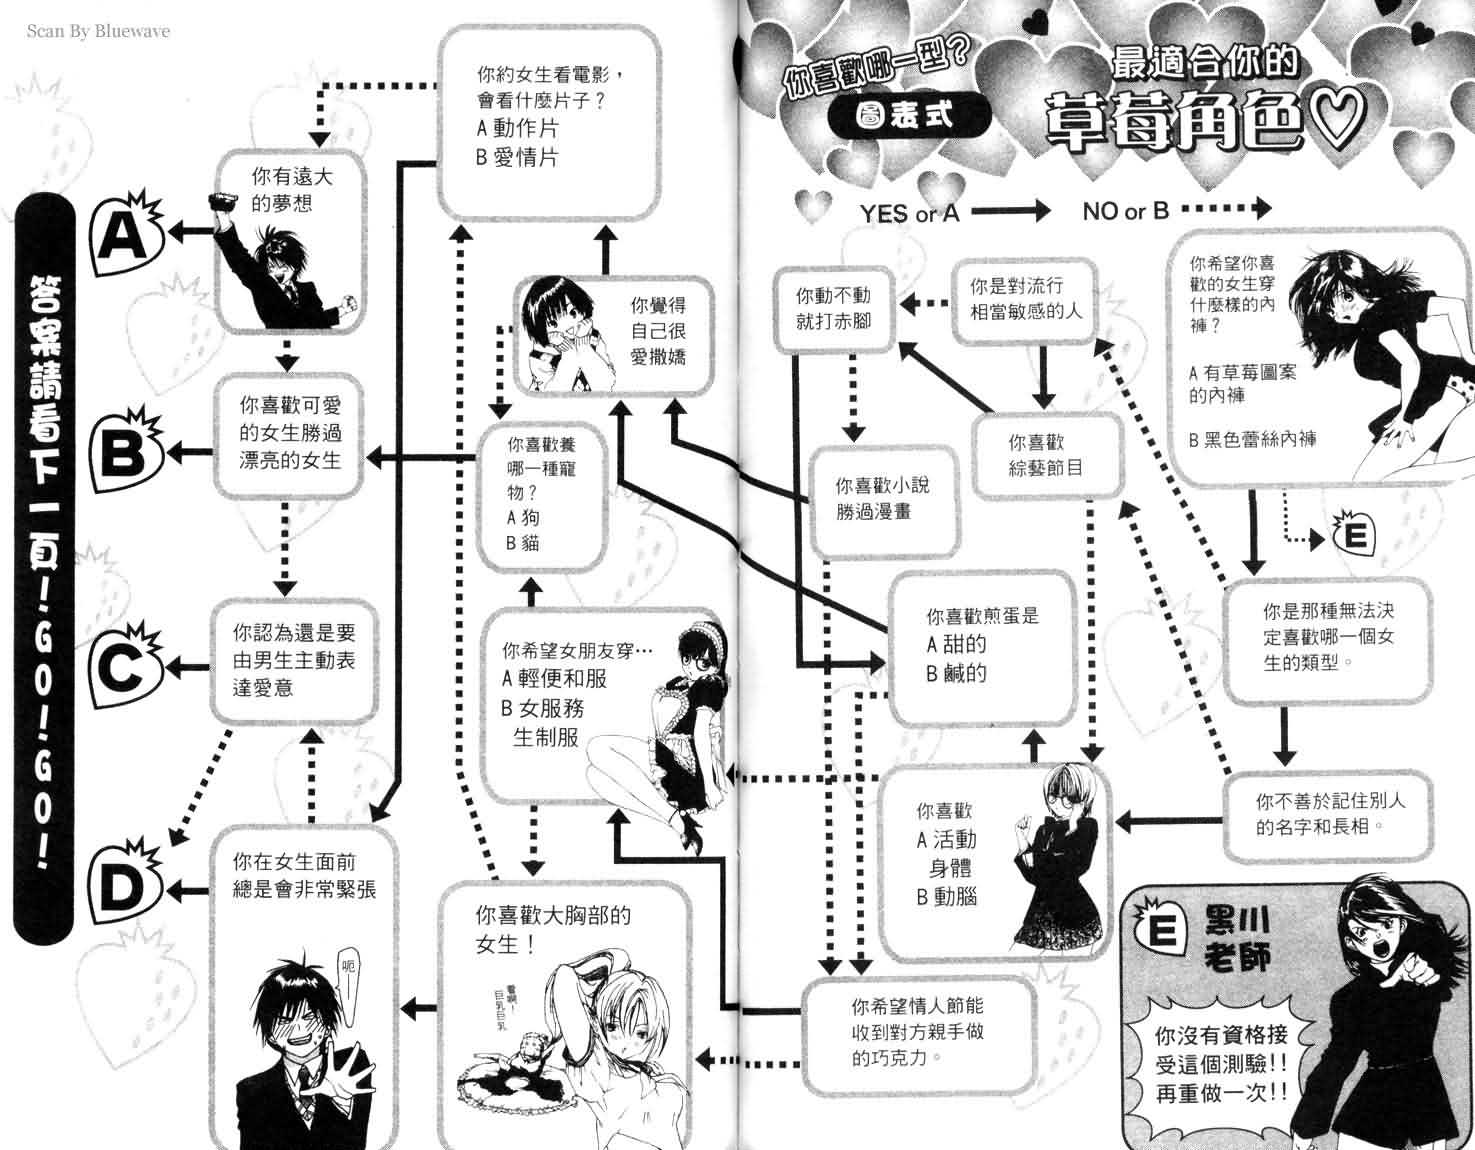 Scan By Bluewave
你喜歡哪一型?
圖表式
最適合你的
草莓角色♡
YES or A
NO or B
你希望你喜
歡的女生穿
什麼樣的內
褲?
A 有草莓圖案
的內褲
B 黑色蕾絲內褲
E
你是那種無法決
定喜歡哪一個女
生的類型。
你不善於記住別人
的名字和長相。
你是對流行
相當敏感的人
你喜歡
綜藝節目
你動不動
就打赤腳
你喜歡小說
勝過漫畫
你喜歡煎蛋是
A 甜的
B 鹹的
你喜歡
A 活動
身體
B 動腦
你希望情人節能
收到對方親手做
的巧克力。
E
黑川
老師
你沒有資格接
受這個測驗!!
再重做一次!!
你約女生看電影,
會看什麼片子?
A 動作片
B 愛情片
你覺得
自己很
愛撒嬌
你喜歡養
哪一種寵
物?
A 狗
B 貓
你希望女朋友穿…
A 輕便和服
B 女服務
生制服
你喜歡大胸部的
女生!
看啊!
巨乳巨乳
你有遠大
的夢想
你喜歡可愛
的女生勝過
漂亮的女生
你認為還是要
由男生主動表
達愛意
你在女生面前
總是會非常緊張
呃
A
B
C
D
答案請看下一頁!GO!GO!